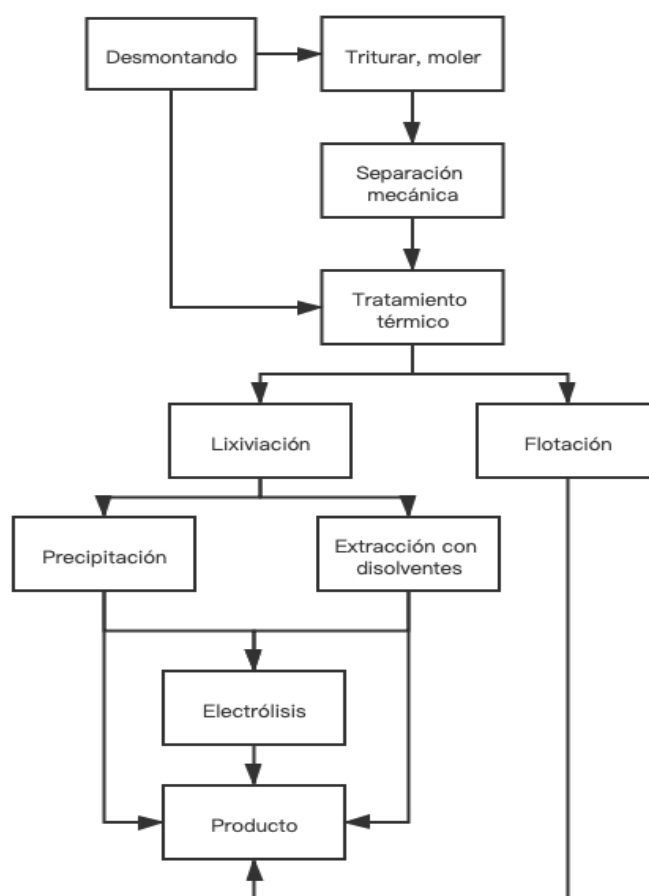 Desmontando
Triturar, moler
Separación
mecánica
Tratamiento
térmico
Lixiviación
Flotación
Precipitación
Extracción con
disolventes
Electrólisis
Producto